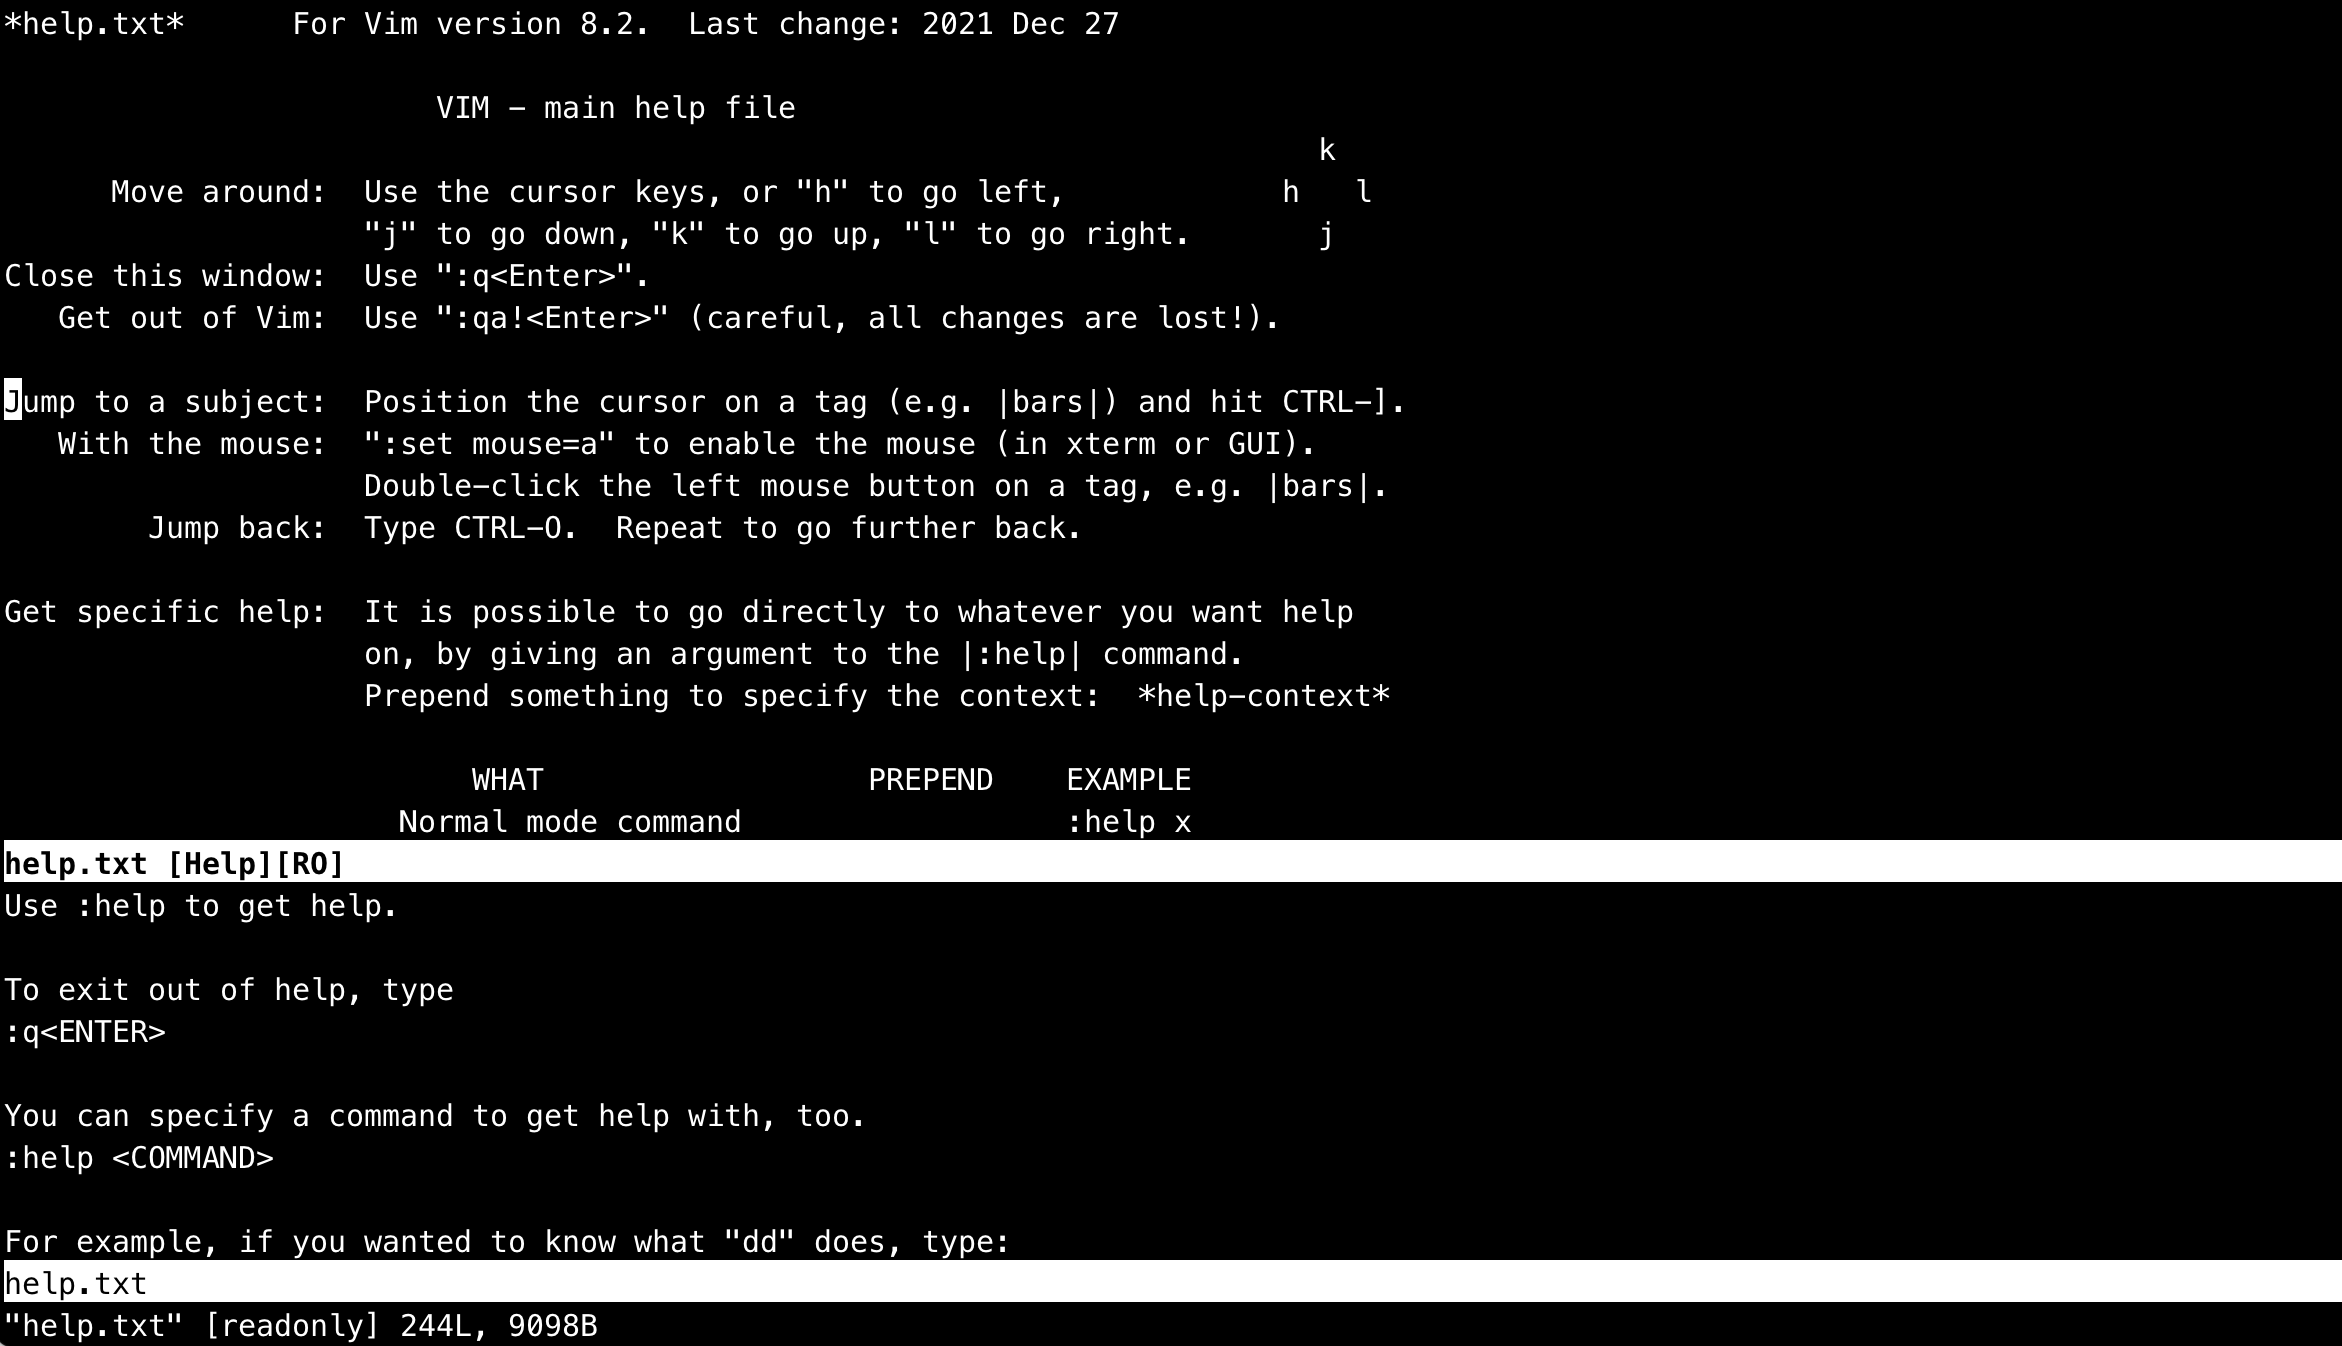 *help.txt*      For Vim version 8.2.  Last change: 2021 Dec 27
VIM - main help file
k
Move around:  Use the cursor keys, or "h" to go left,            h   l
"j" to go down, "k" to go up, "l" to go right.       j
Close this window:  Use ":q<Enter>".
Get out of Vim:  Use ":qa!<Enter>" (careful, all changes are lost!).
Jump to a subject:  Position the cursor on a tag (e.g. |bars|) and hit CTRL-].
With the mouse:  ":set mouse=a" to enable the mouse (in xterm or GUI).
Double-click the left mouse button on a tag, e.g. |bars|.
Jump back:  Type CTRL-O.  Repeat to go further back.
Get specific help:  It is possible to go directly to whatever you want help
on, by giving an argument to the |:help| command.
Prepend something to specify the context:  *help-context*
WHAT                  PREPEND    EXAMPLE
Normal mode command                  :help x
help.txt [Help][RO]
Use :help to get help.
To exit out of help, type
:q<ENTER>
You can specify a command to get help with, too.
:help <COMMAND>
For example, if you wanted to know what "dd" does, type:
help.txt
"help.txt" [readonly] 244L, 9098B